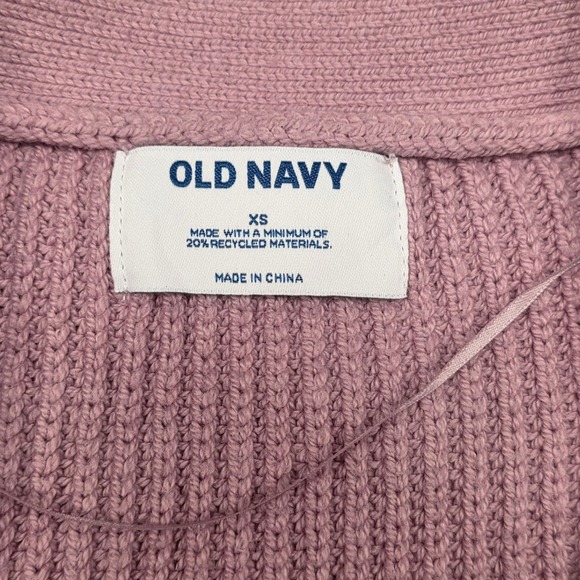 OLD NAVY
XS
MADE WITH A MINIMUM OF
20% RECYCLED MATERIALS.
MADE IN CHINA